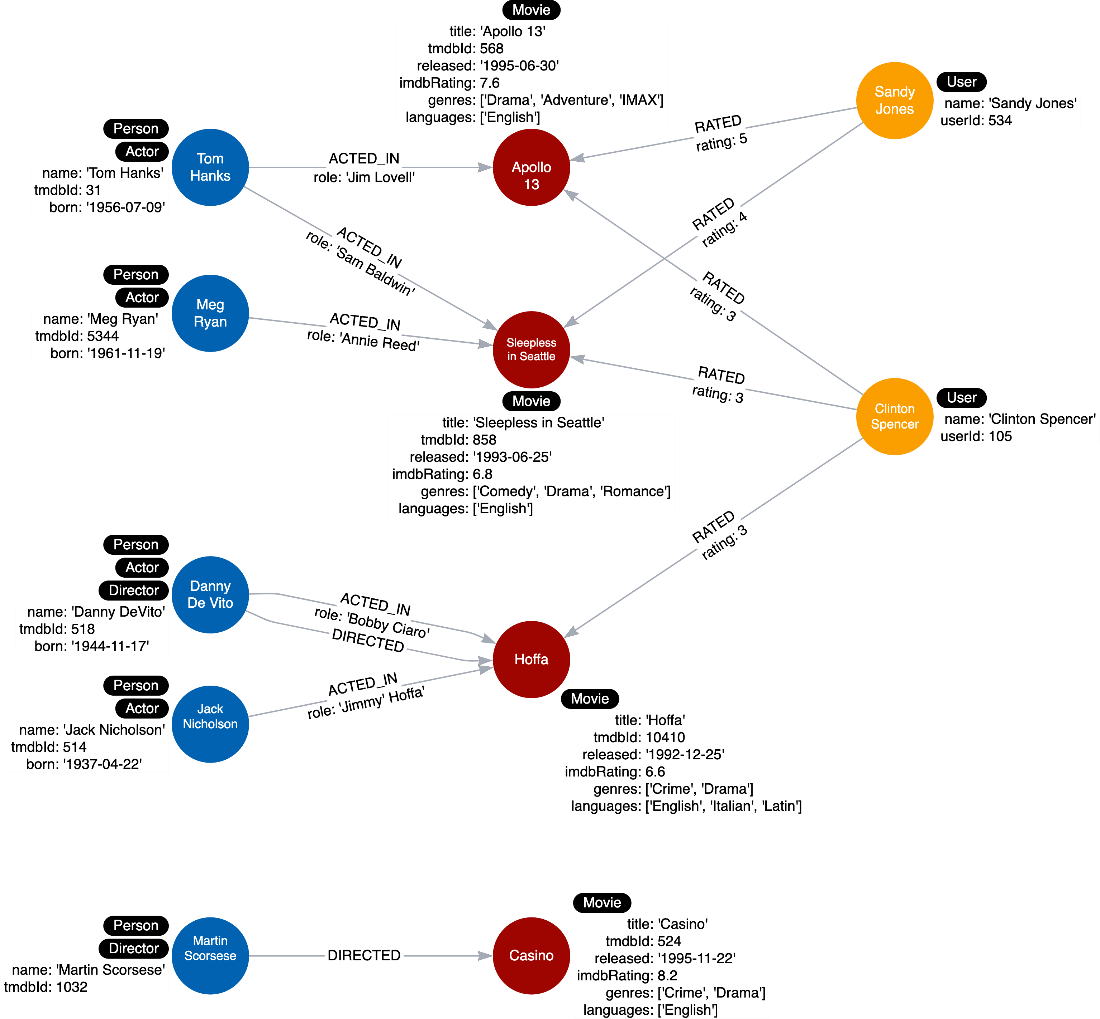 Movie
title: 'Apollo 13'
tmdbId: 568
released: '1995-06-30'
imdbRating: 7.6
genres: ['Drama', 'Adventure', 'IMAX']
languages: ['English']
Sandy
Jones
User
name: 'Sandy Jones'
userId: 534
Person
Actor
name: 'Tom Hanks'
tmdbId: 31
born: '1956-07-09'
Tom
Hanks
ACTED_IN
role: 'Jim Lovell'
Apollo
13
RATED
rating: 5
ACTED_IN
role: 'Sam Baldwin'
RATED
rating: 4
Person
Actor
name: 'Meg Ryan'
tmdbId: 5344
born: '1961-11-19'
Meg
Ryan
ACTED_IN
role: 'Annie Reed'
Sleepless
in Seattle
RATED
rating: 3
RATED
rating: 3
Movie
title: 'Sleepless in Seattle'
tmdbId: 858
released: '1993-06-25'
imdbRating: 6.8
genres: ['Comedy', 'Drama', 'Romance']
languages: ['English']
Clinton
Spencer
User
name: 'Clinton Spencer'
userId: 105
RATED
rating: 3
Person
Actor
Director
name: 'Danny DeVito'
tmdbId: 518
born: '1944-11-17'
Danny
De Vito
ACTED_IN
role: 'Bobby Ciaro'
DIRECTED
Hoffa
Person
Actor
name: 'Jack Nicholson'
tmdbId: 514
born: '1937-04-22'
Jack
Nicholson
ACTED_IN
role: 'Jimmy' Hoffa'
Movie
title: 'Hoffa'
tmdbId: 10410
released: '1992-12-25'
imdbRating: 6.6
genres: ['Crime', 'Drama']
languages: ['English', 'Italian', 'Latin']
Person
Director
name: 'Martin Scorsese'
tmdbId: 1032
Martin
Scorsese
DIRECTED
Casino
Movie
title: 'Casino'
tmdbId: 524
released: '1995-11-22'
imdbRating: 8.2
genres: ['Crime', 'Drama']
languages: ['English']